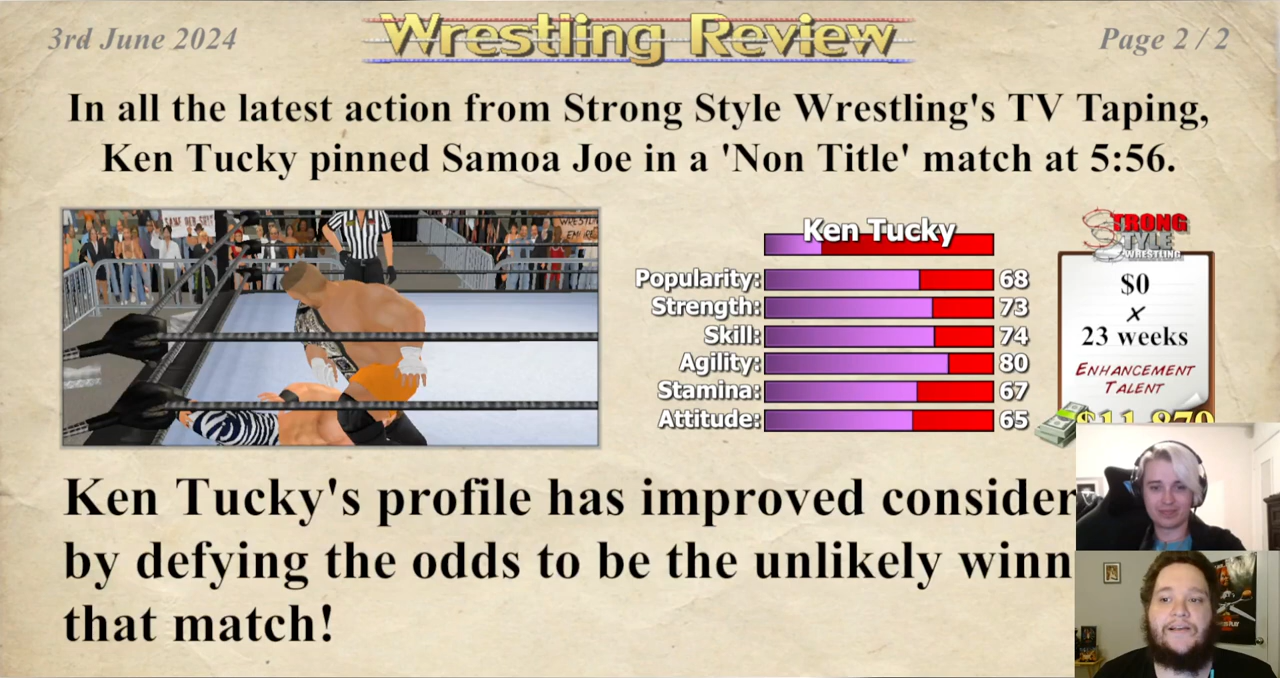 3rd June 2024
Wrestling Review
Page 2 / 2
In all the latest action from Strong Style Wrestling's TV Taping,
Ken Tucky pinned Samoa Joe in a 'Non Title' match at 5:56.
Ken Tucky
Popularity: 68
Strength: 73
Skill: 74
Agility: 80
Stamina: 67
Attitude: 65
STRONG
STYLE
WRESTLING
$0
x
23 weeks
ENHANCEMENT
TALENT
$11,870
Ken Tucky's profile has improved consider
by defying the odds to be the unlikely winn
that match!